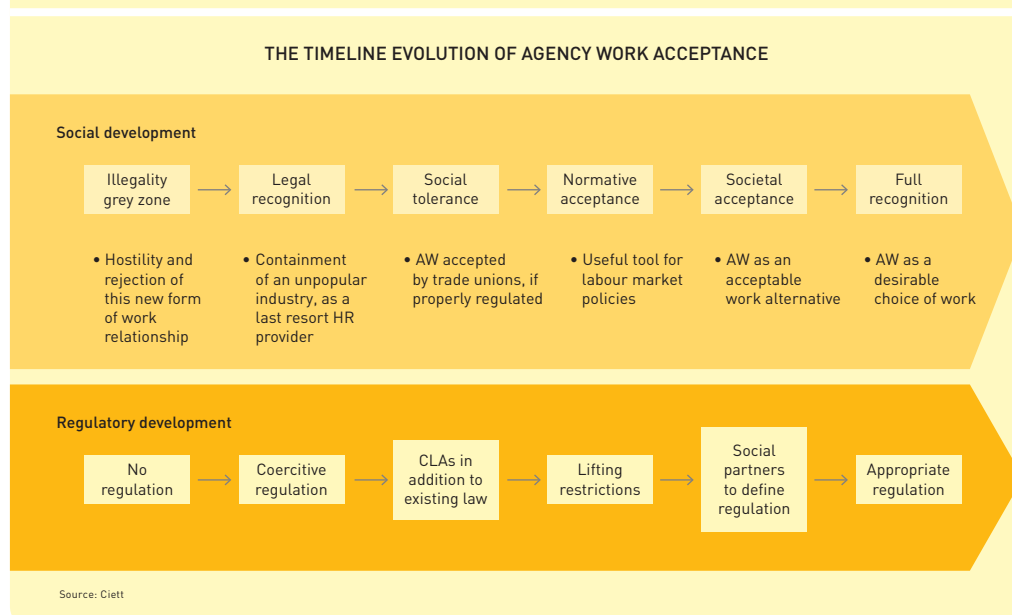 THE TIMELINE EVOLUTION OF AGENCY WORK ACCEPTANCE
Social development
Illegality
grey zone
Legal
recognition
Social
tolerance
Normative
acceptance
Societal
acceptance
Full
recognition
• Hostility and
rejection of
this new form
of work
relationship
• Containment
of an unpopular
industry, as a
last resort HR
provider
• AW accepted
by trade unions, if
properly regulated
• Useful tool for
labour market
policies
• AW as an
acceptable
work alternative
• AW as a
desirable
choice of work
Regulatory development
No
regulation
Coercitive
regulation
CLAs in
addition to
existing law
Lifting
restrictions
Social
partners
to define
regulation
Appropriate
regulation
Source: Ciett